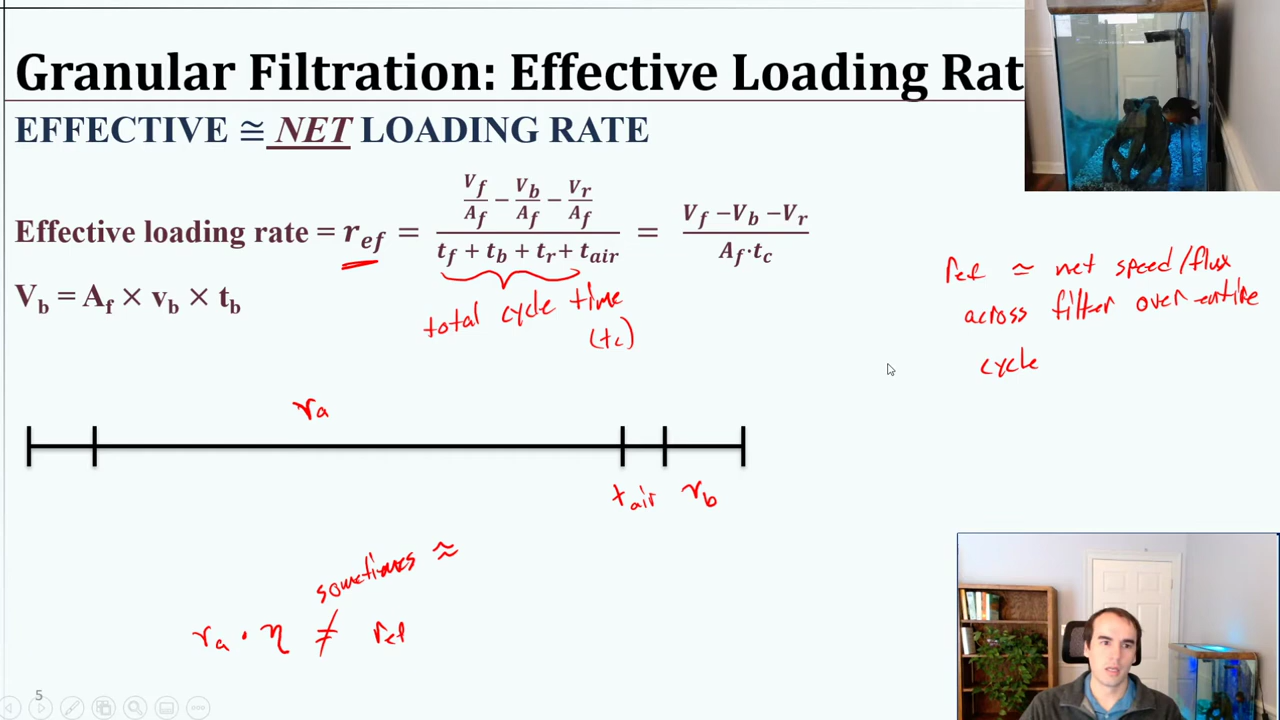 Granular Filtration: Effective Loading Rat
EFFECTIVE ≅ NET LOADING RATE
Effective loading rate = r_ef = (V_f/A_f − V_b/A_f − V_r/A_f) / (t_f + t_b + t_r + t_air) = (V_f − V_b − V_r) / (A_f · t_c)
V_b = A_f × v_b × t_b
total cycle time
(t_c)
r_ef ≃ net speed/flux
across filter over entire
cycle
r_a
t_air r_b
sometimes ≈
r_a · η ≠ r_ef
5